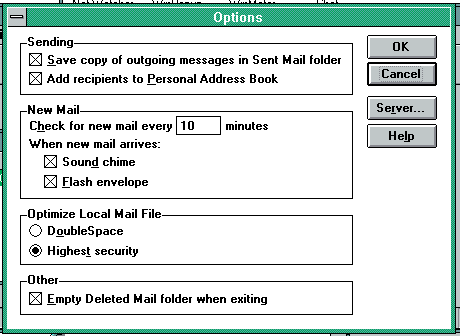 Options
Sending
Save copy of outgoing messages in Sent Mail folder
Add recipients to Personal Address Book
New Mail
Check for new mail every 10 minutes
When new mail arrives:
Sound chime
Flash envelope
Optimize Local Mail File
DoubleSpace
Highest security
Other
Empty Deleted Mail folder when exiting
OK
Cancel
Server...
Help